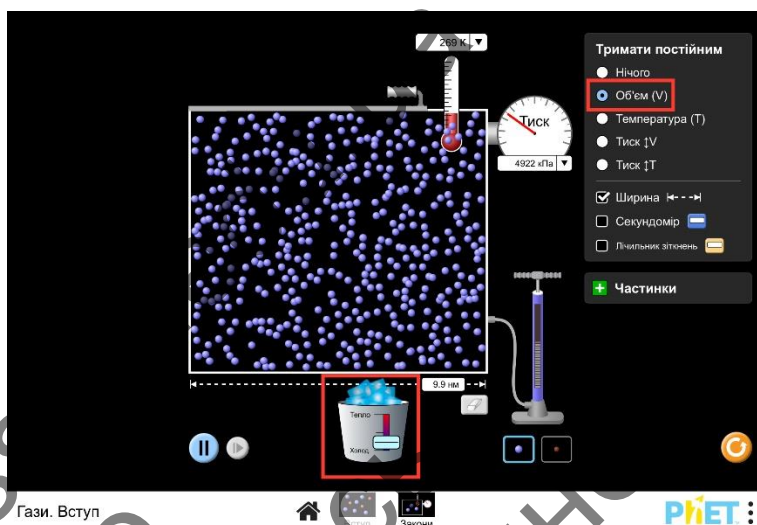 269 K
Тримати постійним
Нічого
Об'єм (V)
Температура (T)
Тиск ↕V
Тиск ↕T
Ширина
Секундомір
Лічильник зіткнень
Частинки
Тиск
4922 кПа
9.9 нм
Тепло
Холод
Гази. Вступ
Закони
PhET